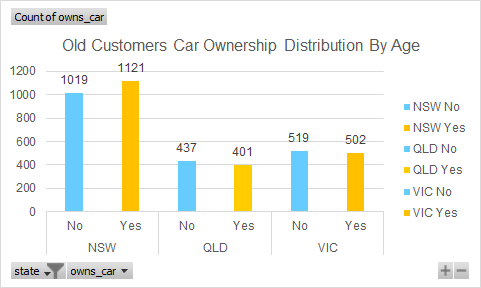 Count of owns_car
Old Customers Car Ownership Distribution By Age
1200
1000
800
600
400
200
0
1019
1121
437
401
519
502
No
Yes
No
Yes
No
Yes
NSW
QLD
VIC
NSW No
NSW Yes
QLD No
QLD Yes
VIC No
VIC Yes
state
owns_car